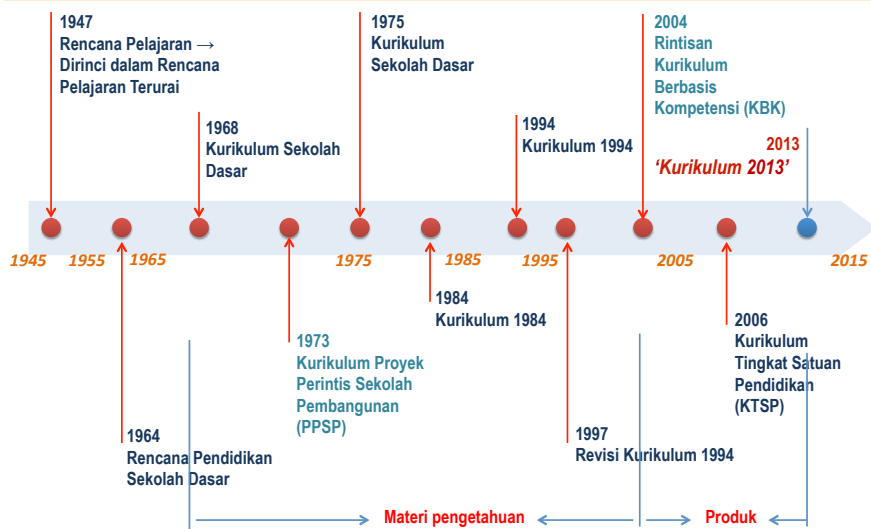 1947
Rencana Pelajaran →
Dirinci dalam Rencana
Pelajaran Terurai
1975
Kurikulum
Sekolah Dasar
2004
Rintisan
Kurikulum
Berbasis
Kompetensi (KBK)
1968
Kurikulum Sekolah
Dasar
1994
Kurikulum 1994
2013
‘Kurikulum 2013’
1945
1955
1965
1975
1985
1995
2005
2015
1984
Kurikulum 1984
1973
Kurikulum Proyek
Perintis Sekolah
Pembangunan
(PPSP)
2006
Kurikulum
Tingkat Satuan
Pendidikan
(KTSP)
1964
Rencana Pendidikan
Sekolah Dasar
1997
Revisi Kurikulum 1994
Materi pengetahuan
Produk